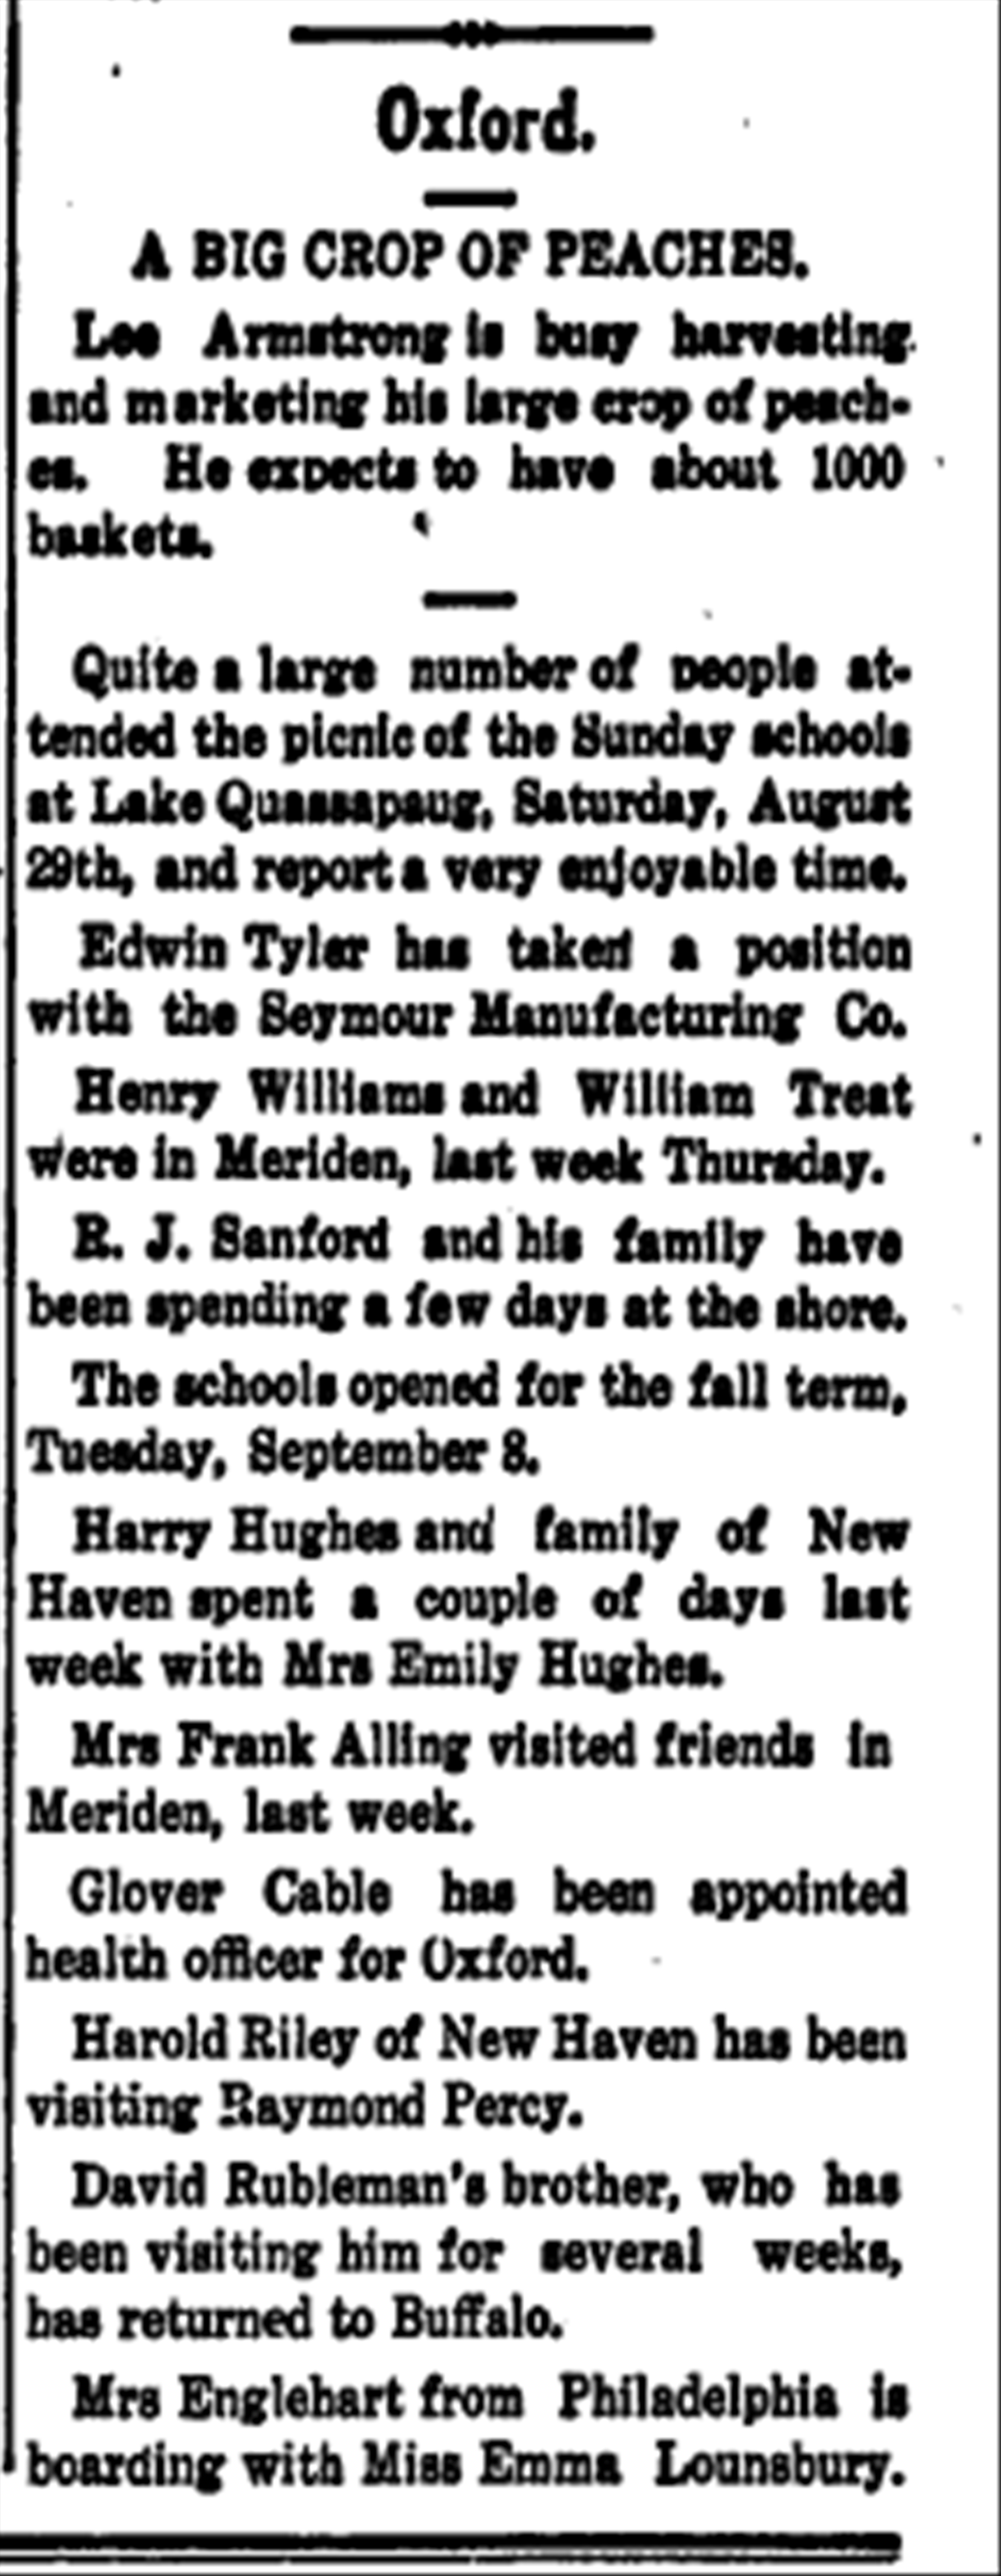 Oxford.
A BIG CROP OF PEACHES.
Lee Armstrong is busy harvesting
and marketing his large crop of peach-
es. He expects to have about 1000
baskets.
Quite a large number of people at-
tended the picnic of the Sunday schools
at Lake Quassapaug, Saturday, August
29th, and report a very enjoyable time.
Edwin Tyler has taken a position
with the Seymour Manufacturing Co.
Henry Williams and William Treat
were in Meriden, last week Thursday.
R. J. Sanford and his family have
been spending a few days at the shore.
The schools opened for the fall term,
Tuesday, September 8.
Harry Hughes and family of New
Haven spent a couple of days last
week with Mrs Emily Hughes.
Mrs Frank Alling visited friends in
Meriden, last week.
Glover Cable has been appointed
health officer for Oxford.
Harold Riley of New Haven has been
visiting Raymond Percy.
David Rubleman's brother, who has
been visiting him for several weeks,
has returned to Buffalo.
Mrs Englehart from Philadelphia is
boarding with Miss Emma Lounsbury.